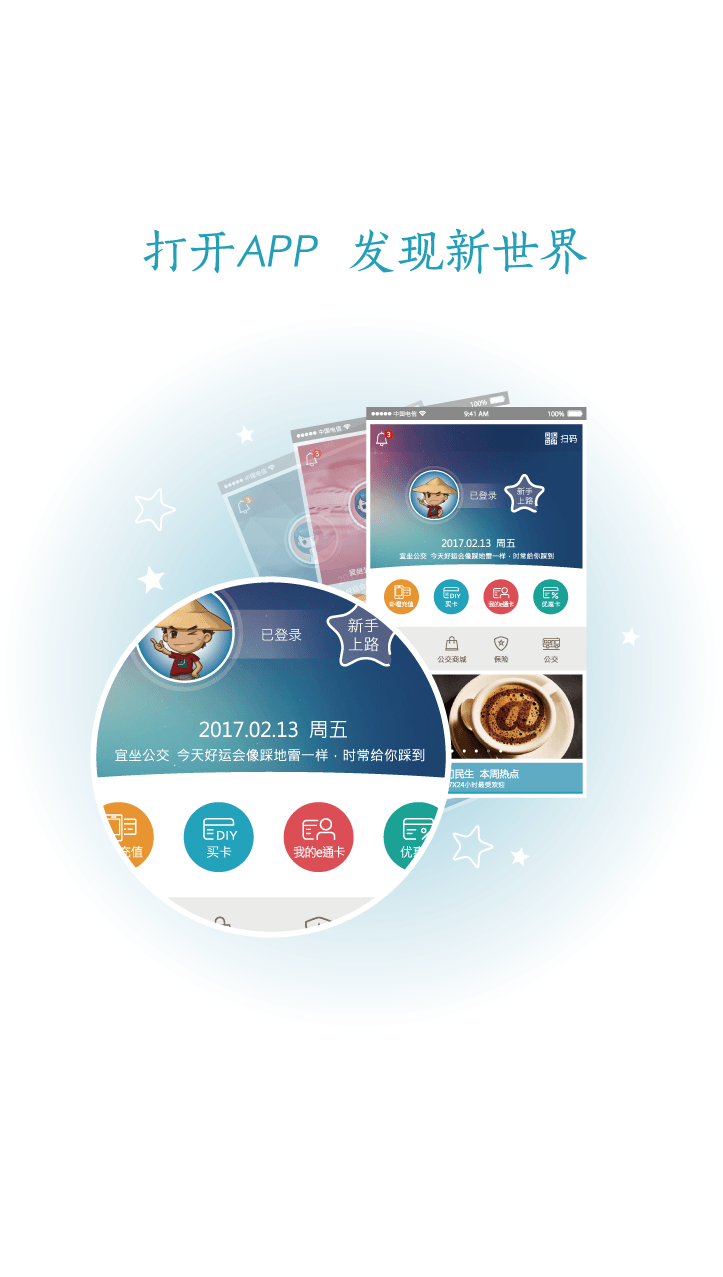 打开APP 发现新世界
100%
中国电信
3
中国电信
3
中国电信 9:41 AM 100%
3 扫码
已登录
新手
上路
2017.02.13 周五
宜坐公交 今天好运会像踩地雷一样，时常给你踩到
卟噔充值 买卡 我的e通卡 优惠卡
DIY
公交商城 保险 公交
民生 本周热点
7X24小时最受欢迎
已登录
新手
上路
2017.02.13 周五
宜坐公交 今天好运会像踩地雷一样，时常给你踩到
DIY
充值 买卡 我的e通卡 优惠